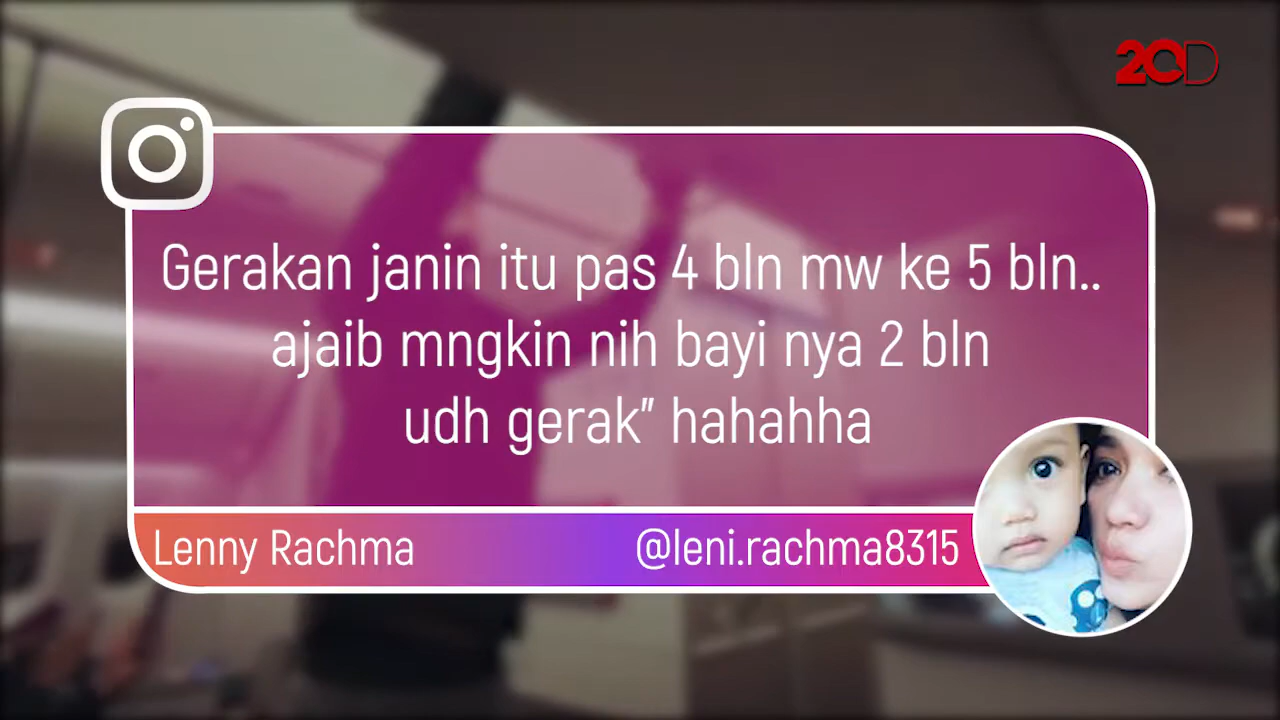 20D
Gerakan janin itu pas 4 bln mw ke 5 bln..
ajaib mngkin nih bayi nya 2 bln
udh gerak" hahahha
Lenny Rachma
@leni.rachma8315